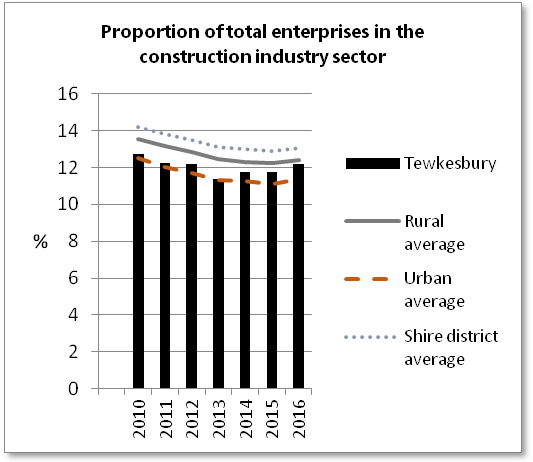 Proportion of total enterprises in the
construction industry sector
16
14
12
10
8
6
4
2
0
%
2010
2011
2012
2013
2014
2015
2016
Tewkesbury
Rural
average
Urban
average
Shire district
average